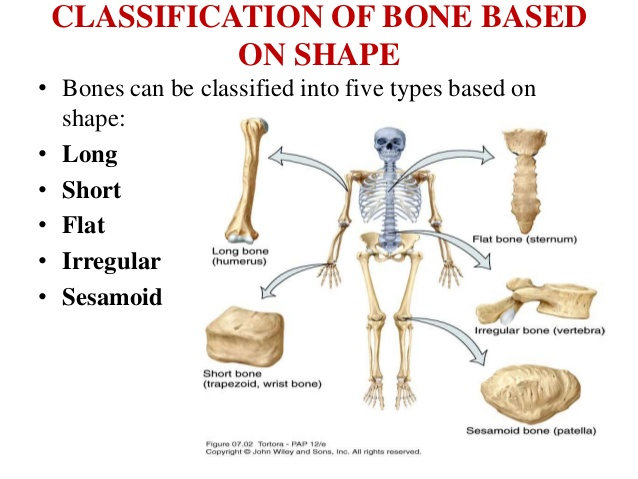 CLASSIFICATION OF BONE BASED
ON SHAPE
• Bones can be classified into five types based on
shape:
• Long
• Short
• Flat
• Irregular
• Sesamoid
Long bone
(humerus)
Flat bone (sternum)
Irregular bone (vertebra)
Short bone
(trapezoid, wrist bone)
Sesamoid bone (patella)
Figure 07.02 Tortora - PAP 12/e
Copyright © John Wiley and Sons, Inc. All rights reserved.